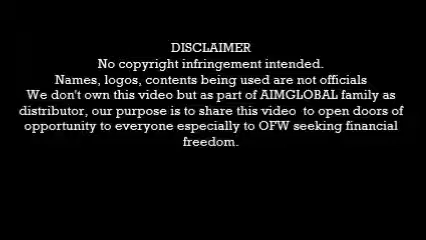 DISCLAIMER
No copyright infringement intended.
Names, logos, contents being used are not officials
We don't own this video but as part of AIMGLOBAL family as
distributor, our purpose is to share this video to open doors of
opportunity to everyone especially to OFW seeking financial
freedom.